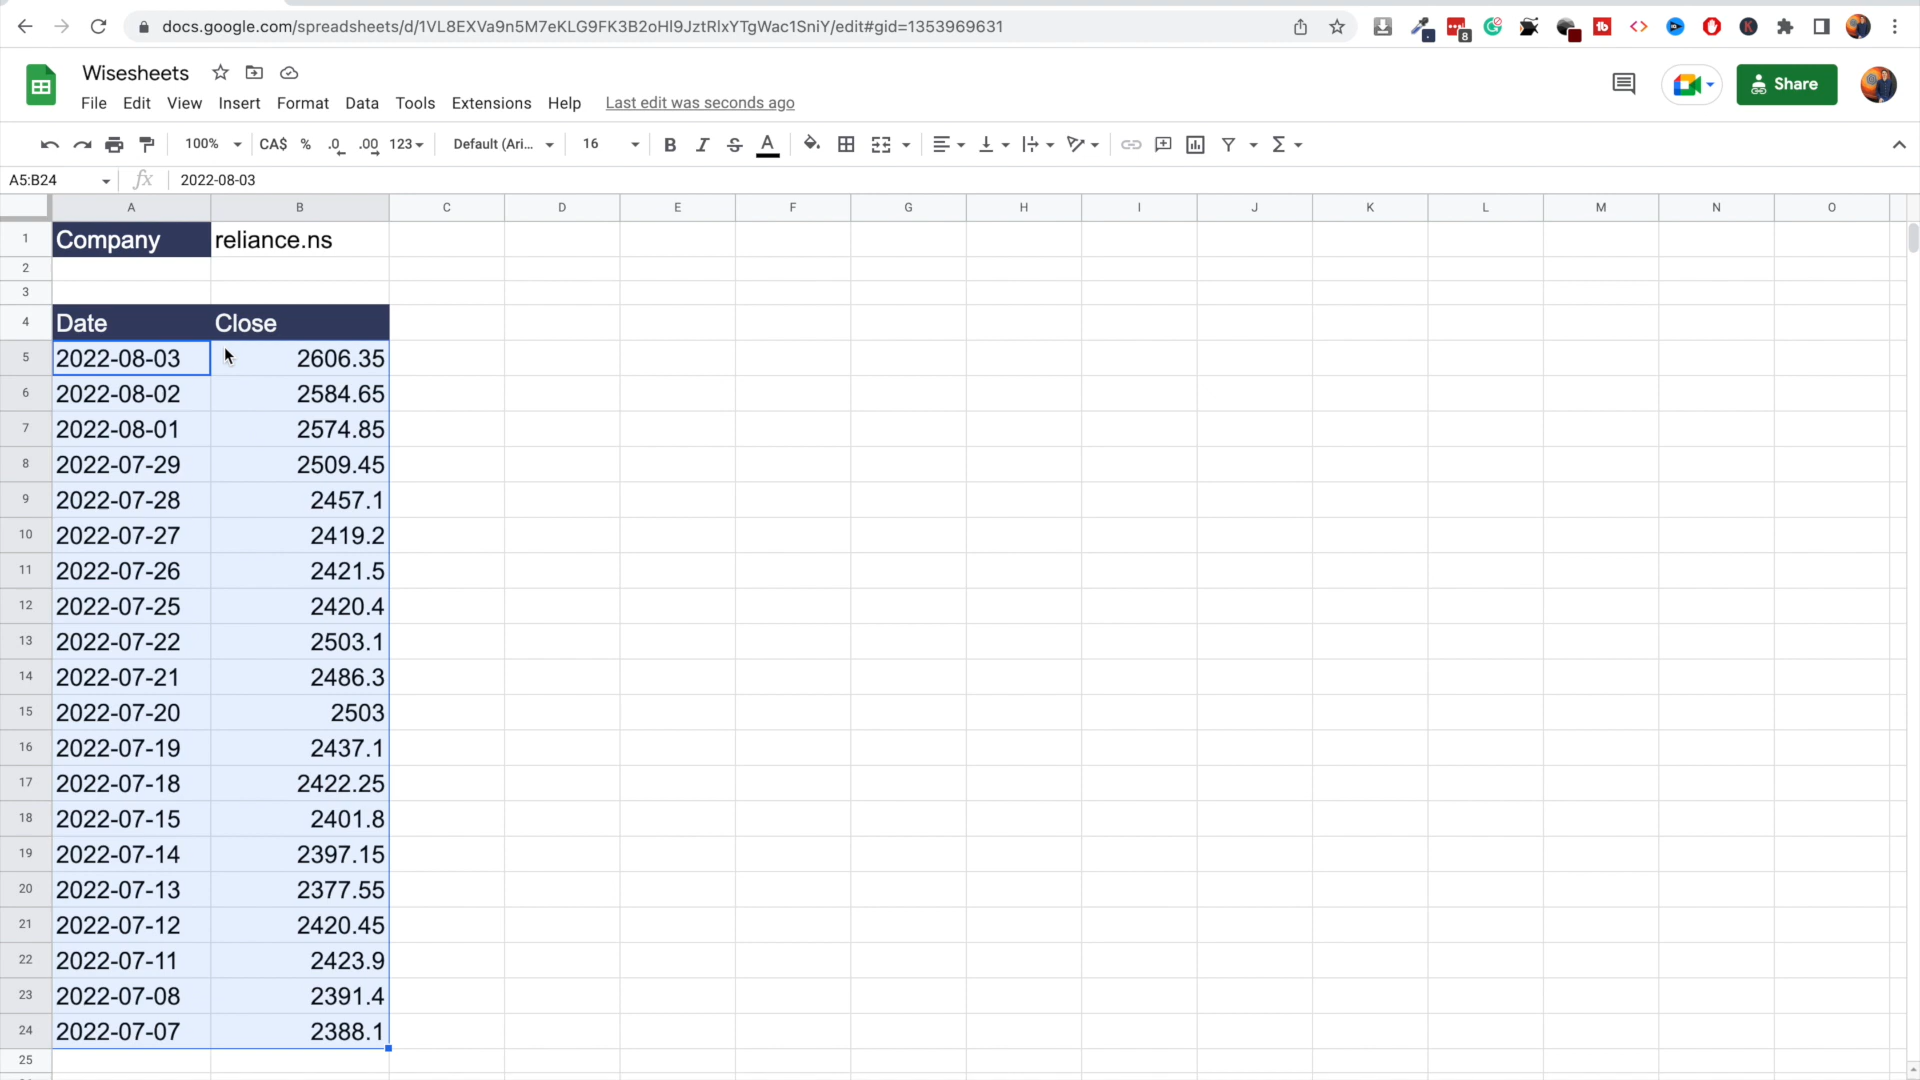 docs.google.com/spreadsheets/d/1VL8EXVa9n5M7eKLG9FK3B2oHI9JztRlxYTgWac1SniY/edit#gid=1353969631
8
tb
K
Wisesheets
File Edit View Insert Format Data Tools Extensions Help Last edit was seconds ago
Share
100% CA$ % .0 .00 123 Default (Ari... 16 B I S A Σ
A5:B24 fx 2022-08-03
A B C D E F G H I J K L M N O
1 Company reliance.ns
2
3
4 Date Close
5 2022-08-03 2606.35
6 2022-08-02 2584.65
7 2022-08-01 2574.85
8 2022-07-29 2509.45
9 2022-07-28 2457.1
10 2022-07-27 2419.2
11 2022-07-26 2421.5
12 2022-07-25 2420.4
13 2022-07-22 2503.1
14 2022-07-21 2486.3
15 2022-07-20 2503
16 2022-07-19 2437.1
17 2022-07-18 2422.25
18 2022-07-15 2401.8
19 2022-07-14 2397.15
20 2022-07-13 2377.55
21 2022-07-12 2420.45
22 2022-07-11 2423.9
23 2022-07-08 2391.4
24 2022-07-07 2388.1
25